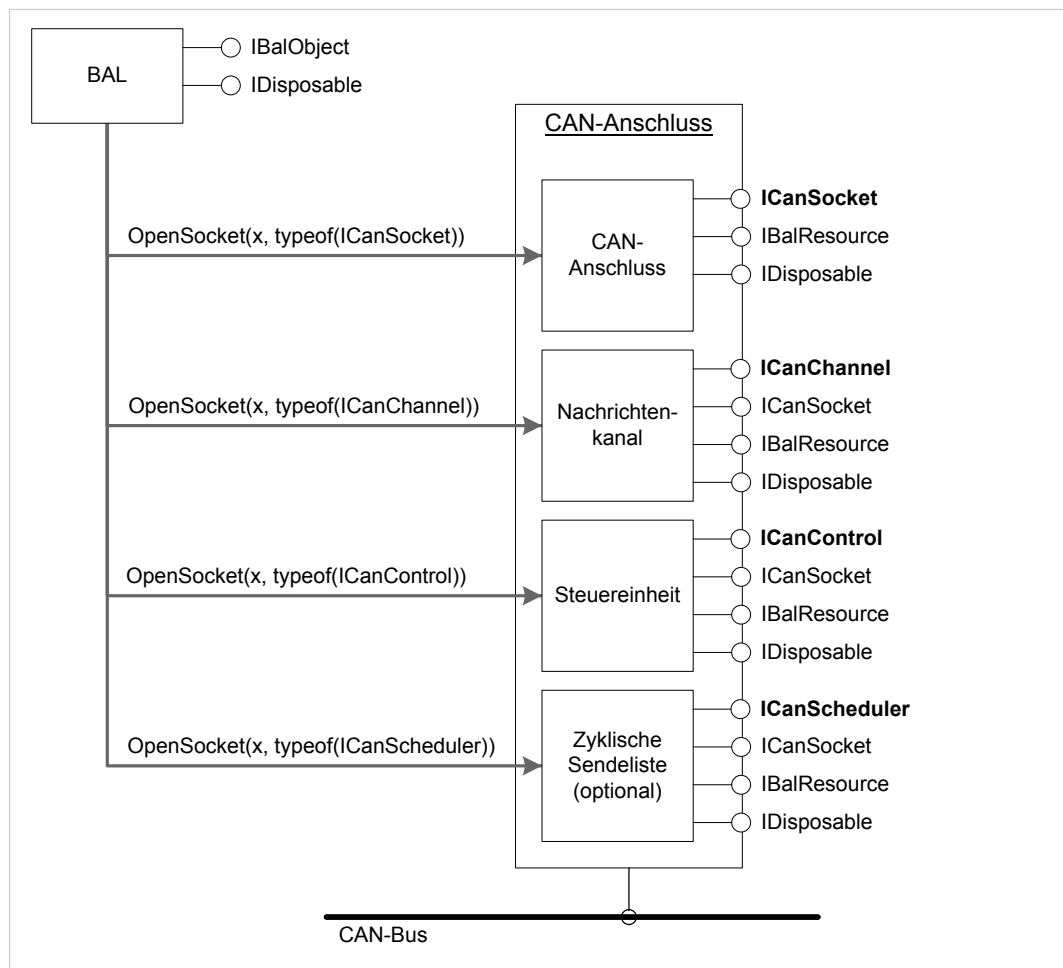 BAL
IBalObject
IDisposable
CAN-Anschluss
OpenSocket(x, typeof(ICanSocket))
CAN-
Anschluss
ICanSocket
IBalResource
IDisposable
OpenSocket(x, typeof(ICanChannel))
Nachrichten-
kanal
ICanChannel
ICanSocket
IBalResource
IDisposable
OpenSocket(x, typeof(ICanControl))
Steuereinheit
ICanControl
ICanSocket
IBalResource
IDisposable
OpenSocket(x, typeof(ICanScheduler))
Zyklische
Sendeliste
(optional)
ICanScheduler
ICanSocket
IBalResource
IDisposable
CAN-Bus